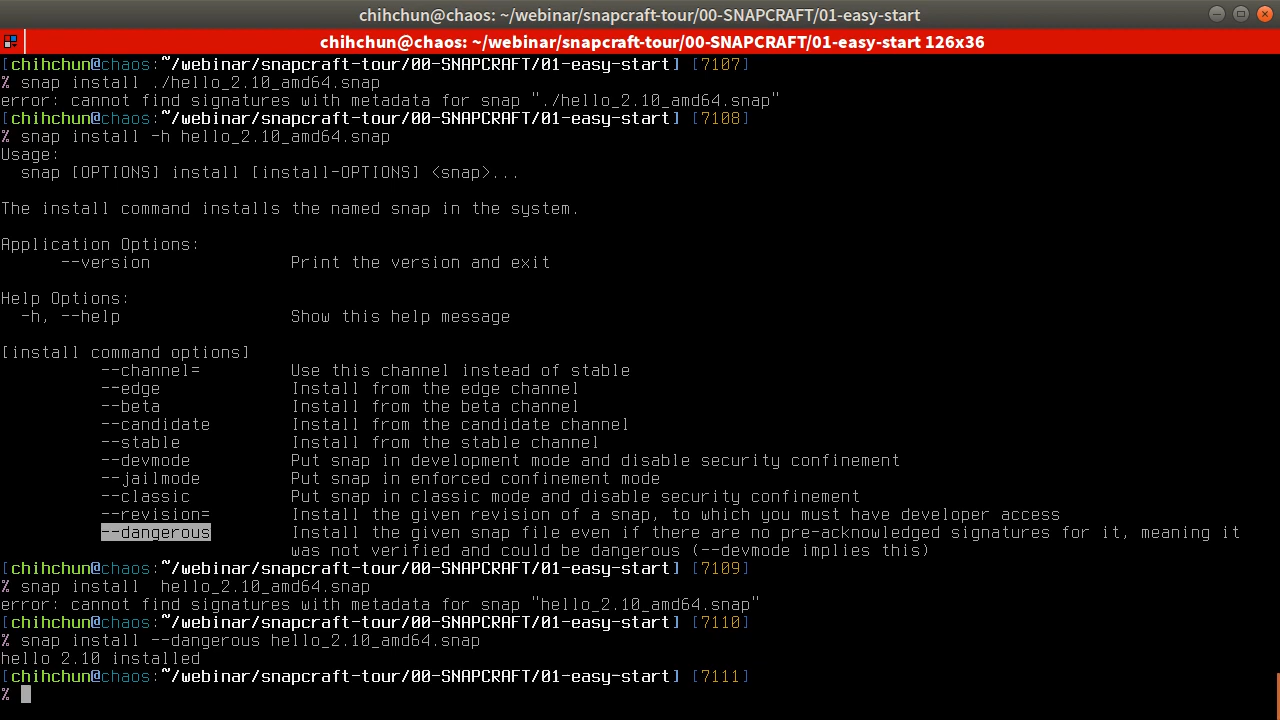 chihchun@chaos: ~/webinar/snapcraft-tour/00-SNAPCRAFT/01-easy-start
chihchun@chaos: ~/webinar/snapcraft-tour/00-SNAPCRAFT/01-easy-start 126x36
[chihchun@chaos:~/webinar/snapcraft-tour/00-SNAPCRAFT/01-easy-start] [7107]
% snap install ./hello_2.10_amd64.snap
error: cannot find signatures with metadata for snap "./hello_2.10_amd64.snap"
[chihchun@chaos:~/webinar/snapcraft-tour/00-SNAPCRAFT/01-easy-start] [7108]
% snap install -h hello_2.10_amd64.snap
Usage:
  snap [OPTIONS] install [install-OPTIONS] <snap>...
The install command installs the named snap in the system.
Application Options:
      --version              Print the version and exit
Help Options:
  -h, --help                 Show this help message
[install command options]
          --channel=         Use this channel instead of stable
          --edge             Install from the edge channel
          --beta             Install from the beta channel
          --candidate        Install from the candidate channel
          --stable           Install from the stable channel
          --devmode          Put snap in development mode and disable security confinement
          --jailmode         Put snap in enforced confinement mode
          --classic          Put snap in classic mode and disable security confinement
          --revision=        Install the given revision of a snap, to which you must have developer access
          --dangerous        Install the given snap file even if there are no pre-acknowledged signatures for it, meaning it
                             was not verified and could be dangerous (--devmode implies this)
[chihchun@chaos:~/webinar/snapcraft-tour/00-SNAPCRAFT/01-easy-start] [7109]
% snap install  hello_2.10_amd64.snap
error: cannot find signatures with metadata for snap "hello_2.10_amd64.snap"
[chihchun@chaos:~/webinar/snapcraft-tour/00-SNAPCRAFT/01-easy-start] [7110]
% snap install --dangerous hello_2.10_amd64.snap
hello 2.10 installed
[chihchun@chaos:~/webinar/snapcraft-tour/00-SNAPCRAFT/01-easy-start] [7111]
%